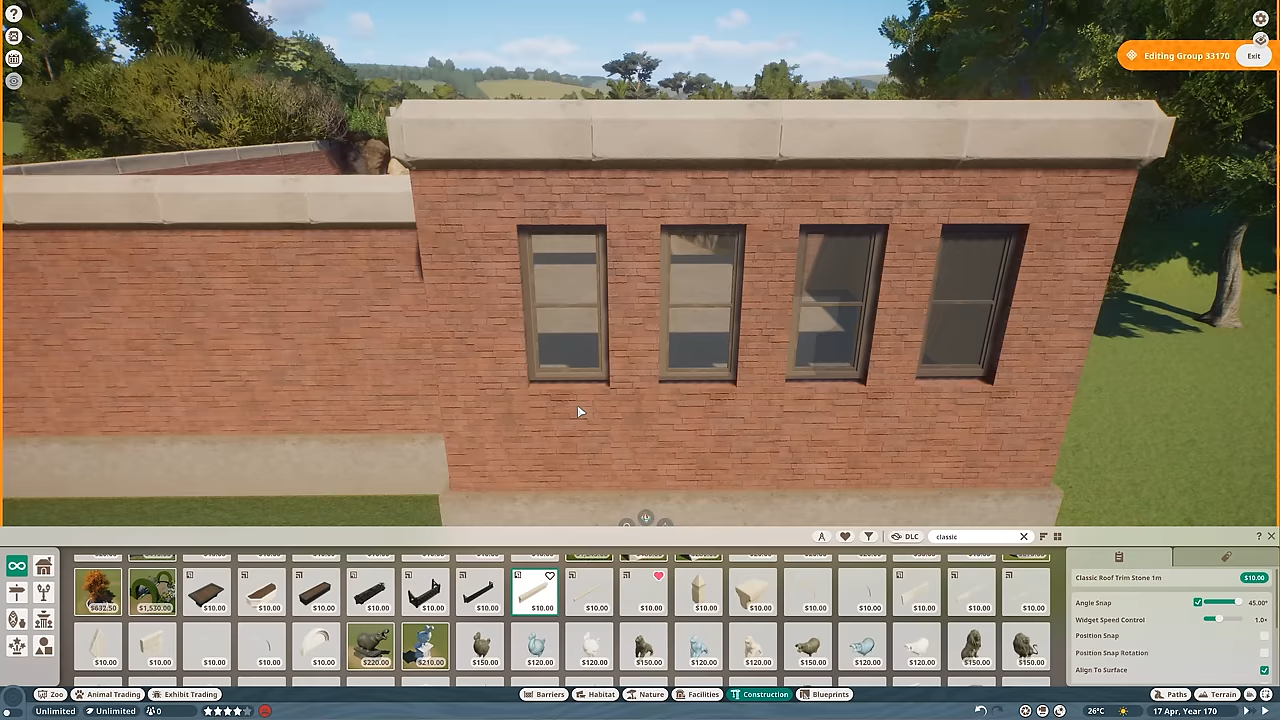 Editing Group 33170 Exit
DLC classic
$632.50 $1,530.00 $10.00 $10.00 $10.00 $10.00 $10.00 $10.00 $10.00 $10.00 $10.00 $10.00 $10.00 $10.00 $10.00 $10.00 $10.00 $10.00
$10.00 $10.00 $10.00 $10.00 $10.00 $220.00 $210.00 $150.00 $120.00 $120.00 $150.00 $120.00 $120.00 $150.00 $120.00 $120.00 $150.00 $150.00
Classic Roof Trim Stone 1m $10.00
Angle Snap 45.00°
Widget Speed Control 1.0×
Position Snap
Position Snap Rotation
Align To Surface
Zoo Animal Trading Exhibit Trading Barriers Habitat Nature Facilities Construction Blueprints Paths Terrain
Unlimited Unlimited 0 26°C 17 Apr, Year 170